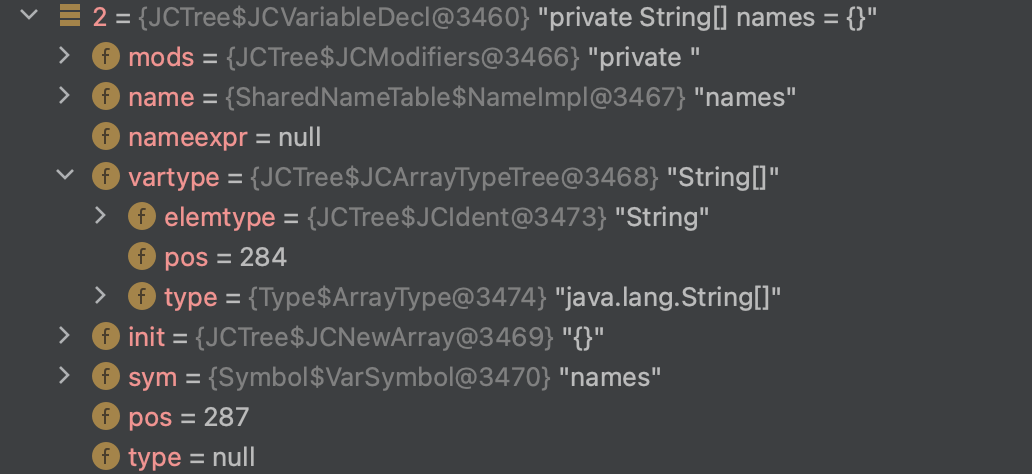 2 = {JCTree$JCVariableDecl@3460} "private String[] names = {}"
f mods = {JCTree$JCModifiers@3466} "private "
f name = {SharedNameTable$NameImpl@3467} "names"
f nameexpr = null
f vartype = {JCTree$JCArrayTypeTree@3468} "String[]"
f elemtype = {JCTree$JCIdent@3473} "String"
f pos = 284
f type = {Type$ArrayType@3474} "java.lang.String[]"
f init = {JCTree$JCNewArray@3469} "{}"
f sym = {Symbol$VarSymbol@3470} "names"
f pos = 287
f type = null